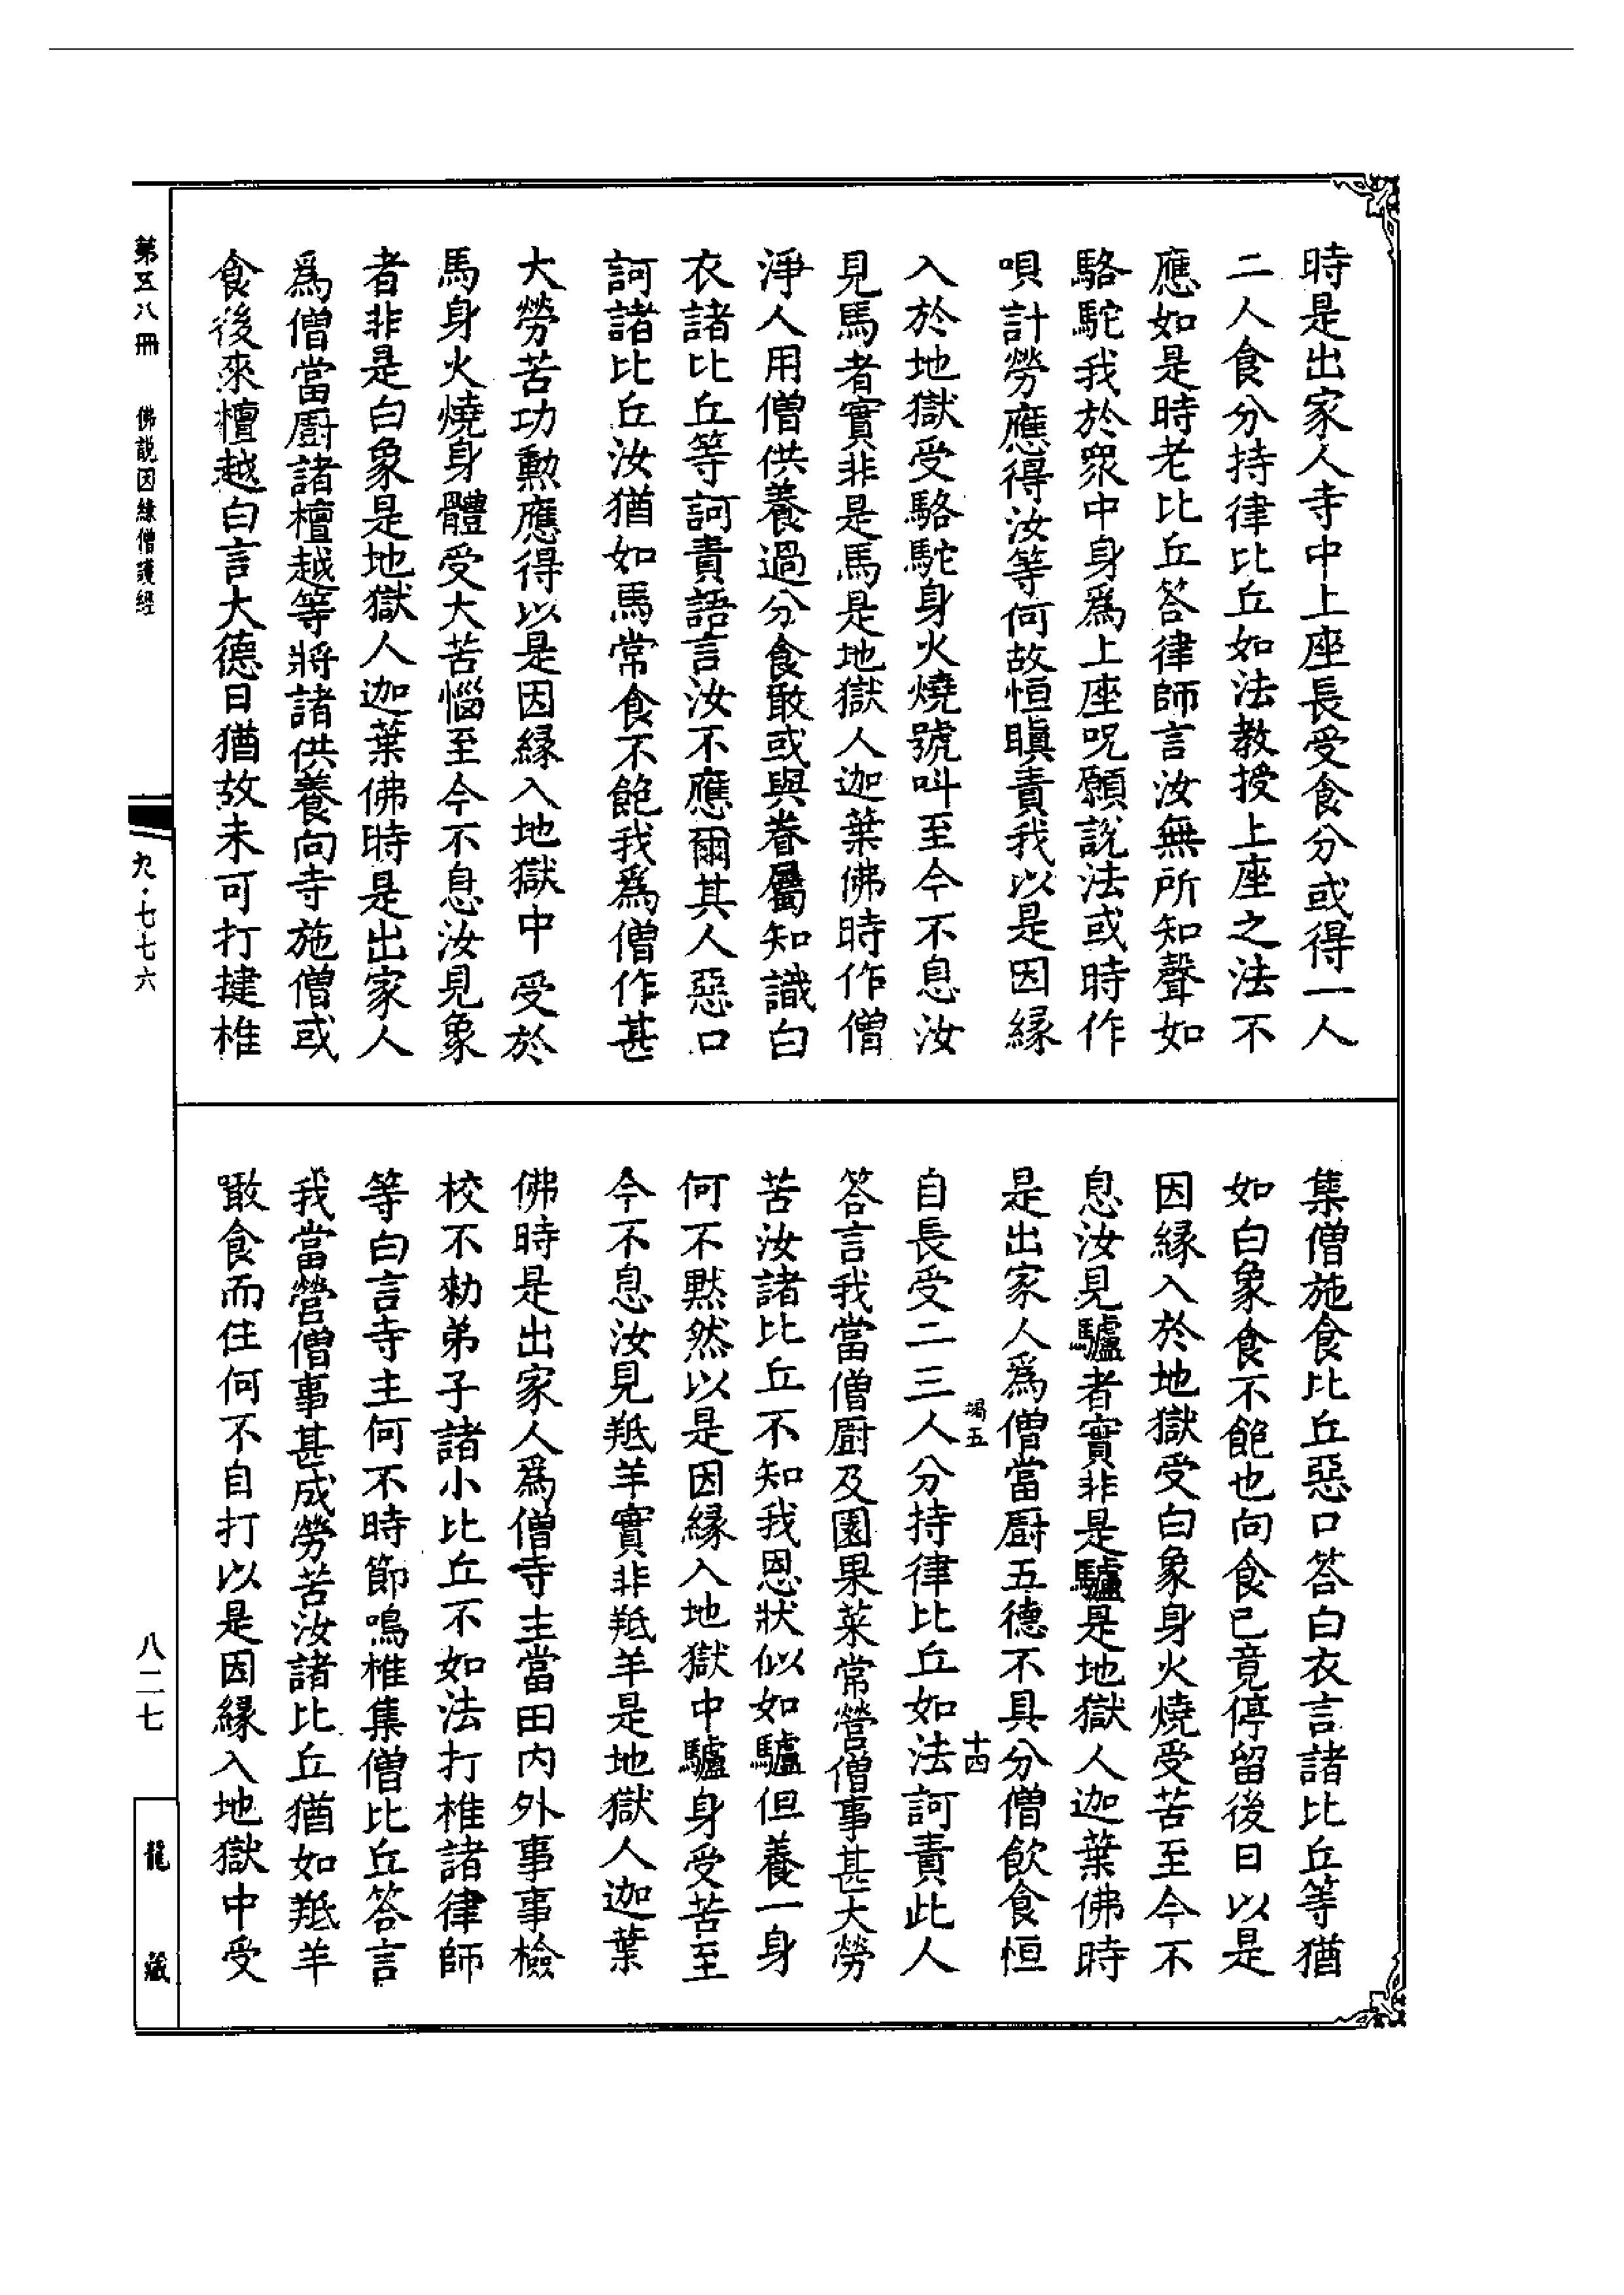 時是出家人寺中上座長受食分或得一人
二人食分持律比丘如法教授上座之法不
應如是時老比丘答律師言汝無所知聲如
駱駝我於眾中身爲上座呪願說法或時作
唄計勞應得汝等何故恒瞋責我以是因緣
入於地獄受駱駝身火燒號叫至今不息汝
見馬者實非是馬是地獄人迦葉佛時作僧
淨人用僧供養過分食噉或與眷屬知識白
衣諸比丘等訶責語言汝不應爾其人惡口
訶諸比丘汝猶如馬常食不飽我爲僧作甚
大勞苦功勲應得以是因緣入地獄中受於
馬身火燒身體受大苦惱至今不息汝見象
者非是白象是地獄人迦葉佛時是出家人
爲僧當廚諸檀越等將諸供養向寺施僧或
食後來檀越白言大德日猶故未可打揵椎
集僧施食比丘惡口答白衣言諸比丘等猶
如白象食不飽也向食已竟停留後日以是
因緣入於地獄受白象身火燒受苦至今不
息汝見驢者實非是驢是地獄人迦葉佛時
是出家人爲僧當厨五德不具分僧飲食恒
竭五
十四
自長受二三人分持律比丘如法訶責此人
答言我當僧厨及園果菜常營僧事甚大勞
苦汝諸比丘不知我恩狀似如驢但養一身
何不黙然以是因緣入地獄中驢身受苦至
今不息汝見羝羊實非羝羊是地獄人迦葉
佛時是出家人爲僧寺主當田內外事事檢
校不勑弟子諸小比丘不如法打椎諸律師
等白言寺主何不時節鳴椎集僧比丘答言
我當營僧事甚成勞苦汝諸比丘猶如羝羊
噉食而住何不自打以是因緣入地獄中受
第五八冊
佛說因緣僧護經
九·七七六
八二七
龍藏